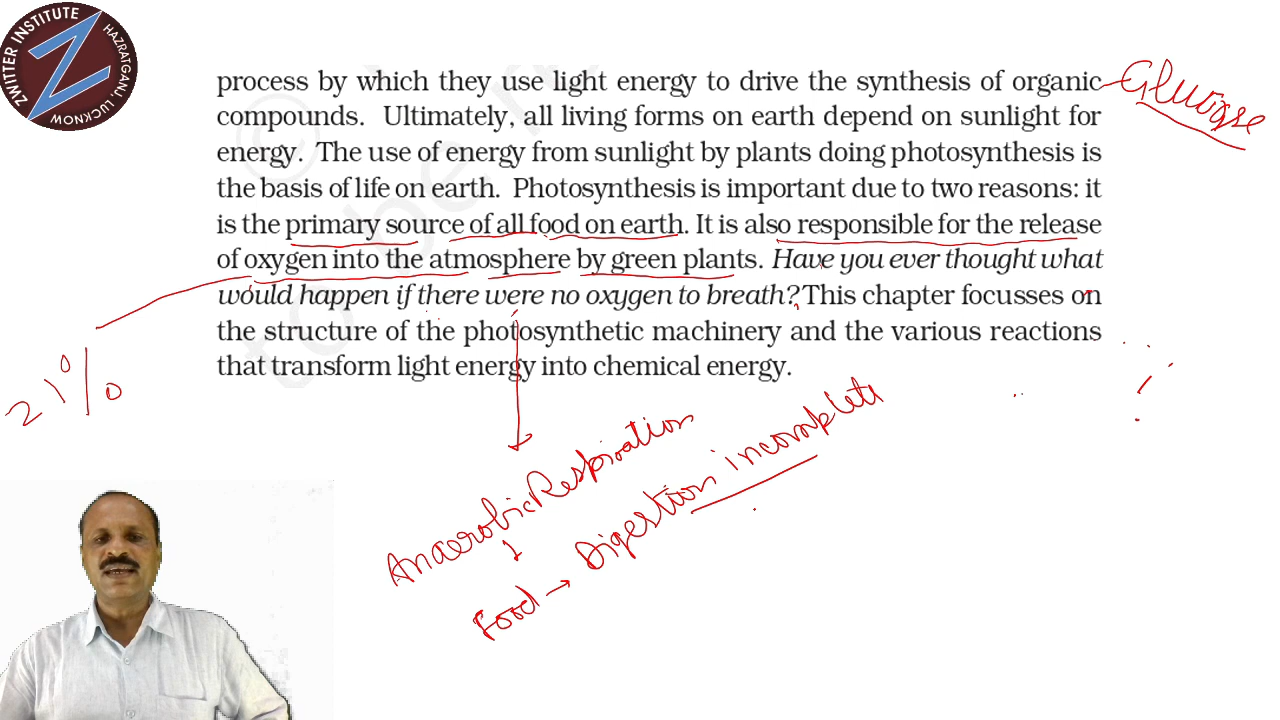 ZWITTER INSTITUTE
HAZRATGANJ, LUCKNOW
process by which they use light energy to drive the synthesis of organic
compounds. Ultimately, all living forms on earth depend on sunlight for
energy. The use of energy from sunlight by plants doing photosynthesis is
the basis of life on earth. Photosynthesis is important due to two reasons: it
is the primary source of all food on earth. It is also responsible for the release
of oxygen into the atmosphere by green plants. Have you ever thought what
would happen if there were no oxygen to breath? This chapter focusses on
the structure of the photosynthetic machinery and the various reactions
that transform light energy into chemical energy.
Glucose
21%
Anaerobic Respiration
Food → Digestion incomplete